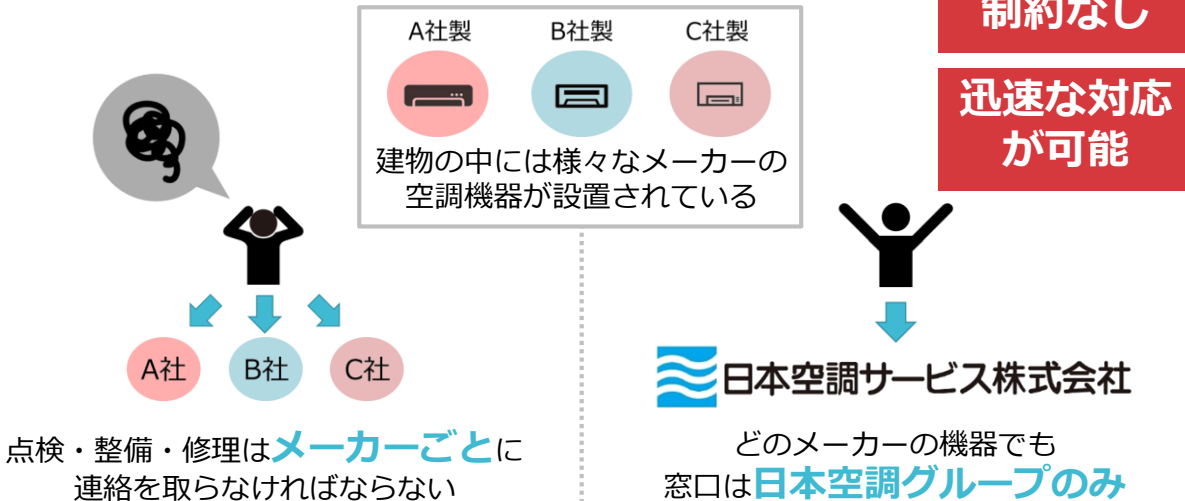 制約なし
迅速な対応
が可能
A社製
B社製
C社製
建物の中には様々なメーカーの
空調機器が設置されている
A社
B社
C社
点検・整備・修理はメーカーごとに
連絡を取らなければならない
日本空調サービス株式会社
どのメーカーの機器でも
窓口は日本空調グループのみ